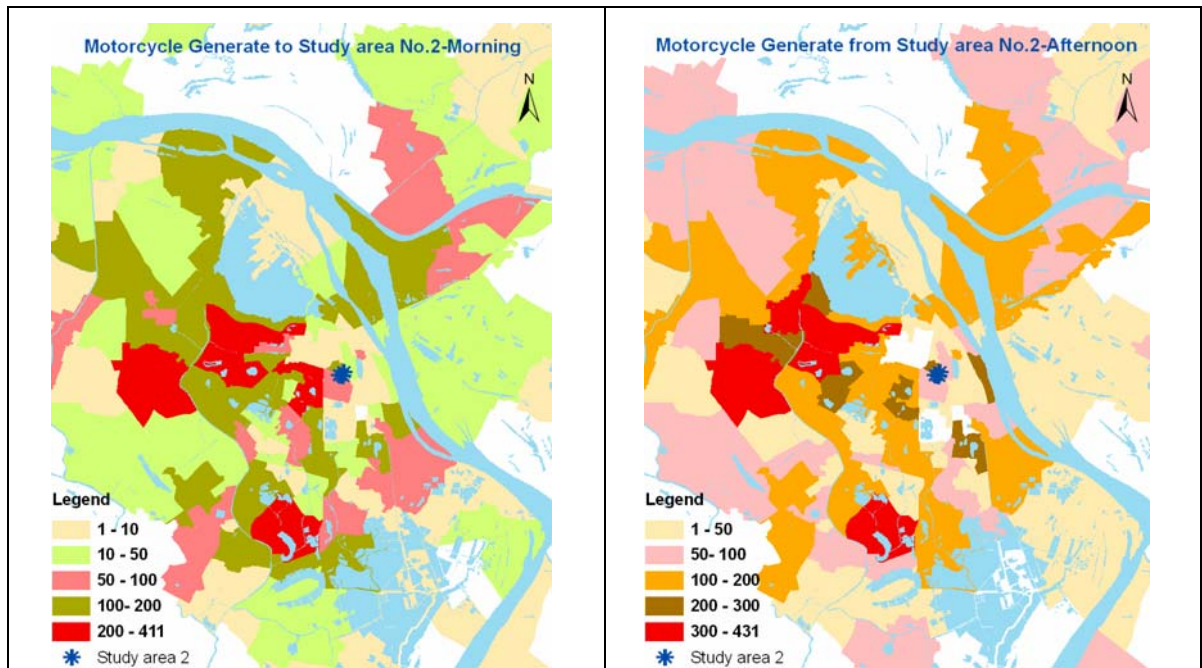 Motorcycle Generate to Study area No.2-Morning
N
Legend
1 - 10
10 - 50
50 - 100
100- 200
200 - 411
Study area 2
Motorcycle Generate from Study area No.2-Afternoon
N
Legend
1 - 50
50- 100
100 - 200
200 - 300
300 - 431
Study area 2